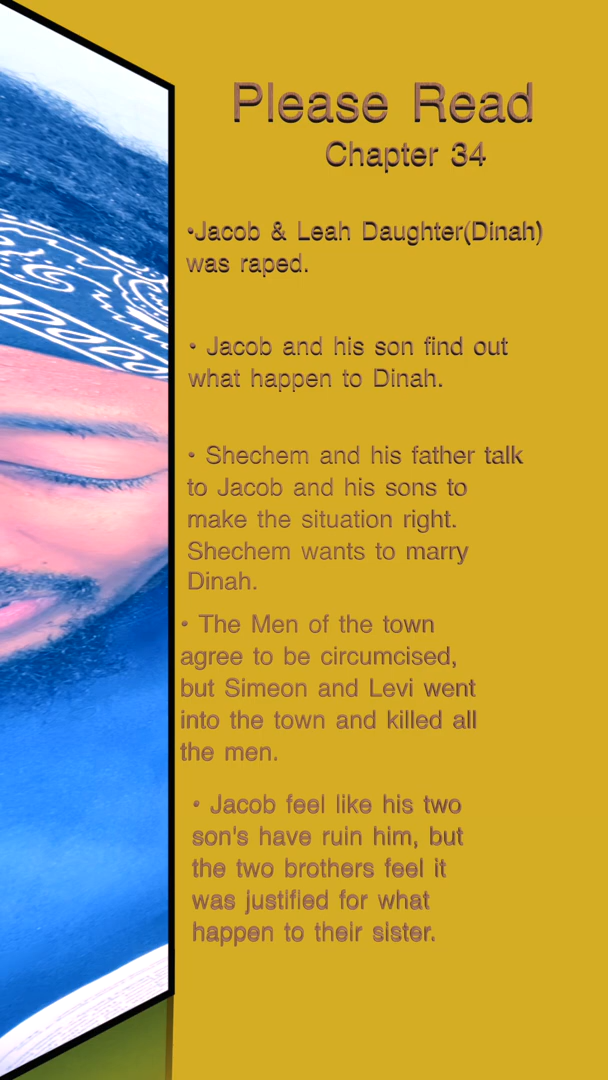 Please Read
Chapter 34
•Jacob & Leah Daughter(Dinah)
was raped.
• Jacob and his son find out
what happen to Dinah.
• Shechem and his father talk
to Jacob and his sons to
make the situation right.
Shechem wants to marry
Dinah.
• The Men of the town
agree to be circumcised,
but Simeon and Levi went
into the town and killed all
the men.
• Jacob feel like his two
son's have ruin him, but
the two brothers feel it
was justified for what
happen to their sister.